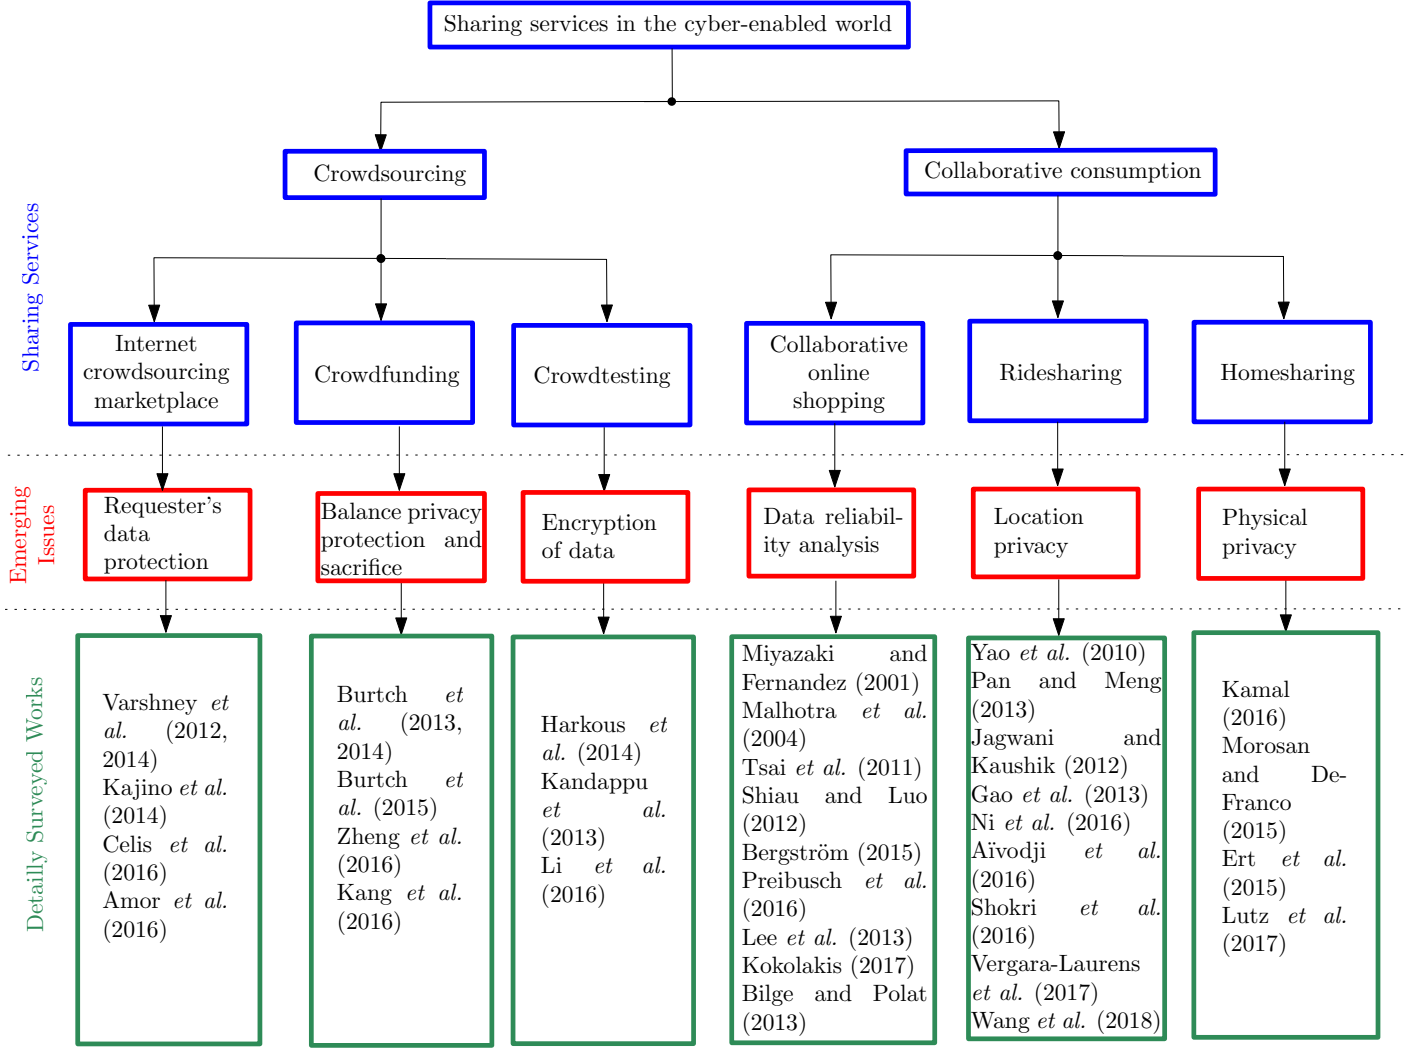 Sharing services in the cyber-enabled world
Crowdsourcing
Collaborative consumption
Sharing Services
Internet
crowdsourcing
marketplace
Crowdfunding
Crowdtesting
Collaborative
online
shopping
Ridesharing
Homesharing
Emerging
Issues
Requester's
data
protection
Balance privacy
protection and
sacrifice
Encryption
of data
Data reliabil-
ity analysis
Location
privacy
Physical
privacy
Detailly Surveyed Works
Varshney et
al. (2012,
2014)
Kajino et al.
(2014)
Celis et al.
(2016)
Amor et al.
(2016)
Burtch et
al. (2013,
2014)
Burtch et
al. (2015)
Zheng et al.
(2016)
Kang et al.
(2016)
Harkous et
al. (2014)
Kandappu
et al.
(2013)
Li et al.
(2016)
Miyazaki and
Fernandez (2001)
Malhotra et al.
(2004)
Tsai et al. (2011)
Shiau and Luo
(2012)
Bergström (2015)
Preibusch et al.
(2016)
Lee et al. (2013)
Kokolakis (2017)
Bilge and Polat
(2013)
Yao et al. (2010)
Pan and Meng
(2013)
Jagwani and
Kaushik (2012)
Gao et al. (2013)
Ni et al. (2016)
Aïvodji et al.
(2016)
Shokri et al.
(2016)
Vergara-Laurens
et al. (2017)
Wang et al. (2018)
Kamal
(2016)
Morosan
and De-
Franco
(2015)
Ert et al.
(2015)
Lutz et al.
(2017)